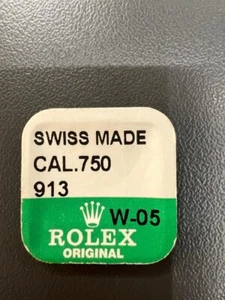 SWISS MADE
CAL.750
913
W-05
ROLEX
ORIGINAL